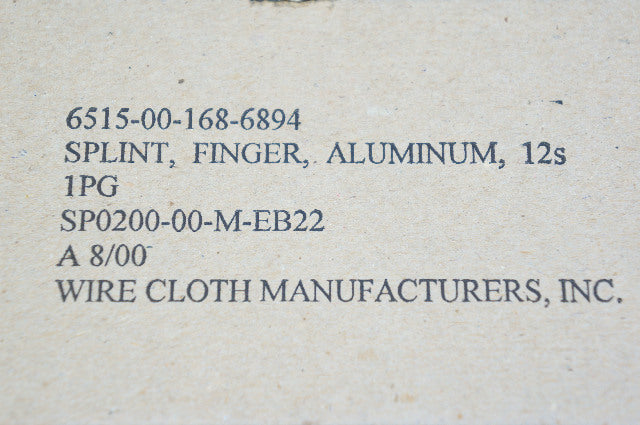 6515-00-168-6894
SPLINT, FINGER, ALUMINUM, 12s
1PG
SP0200-00-M-EB22
A 8/00
WIRE CLOTH MANUFACTURERS, INC.